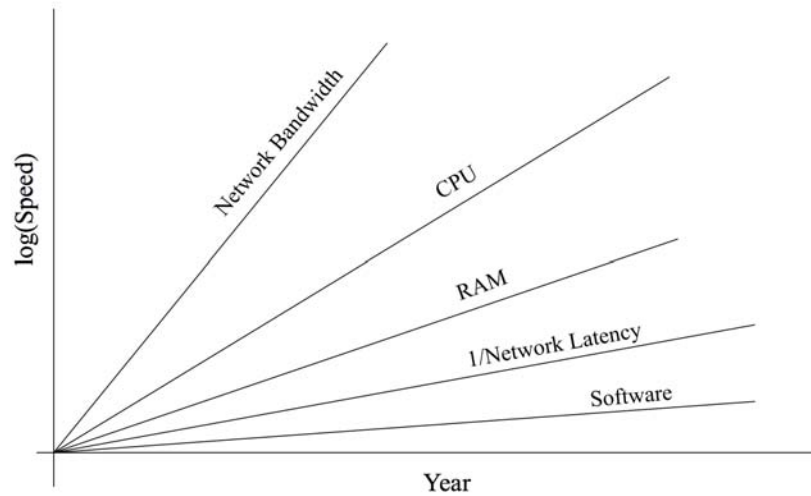 Network Bandwidth
CPU
log(Speed)
RAM
1/Network Latency
Software
Year